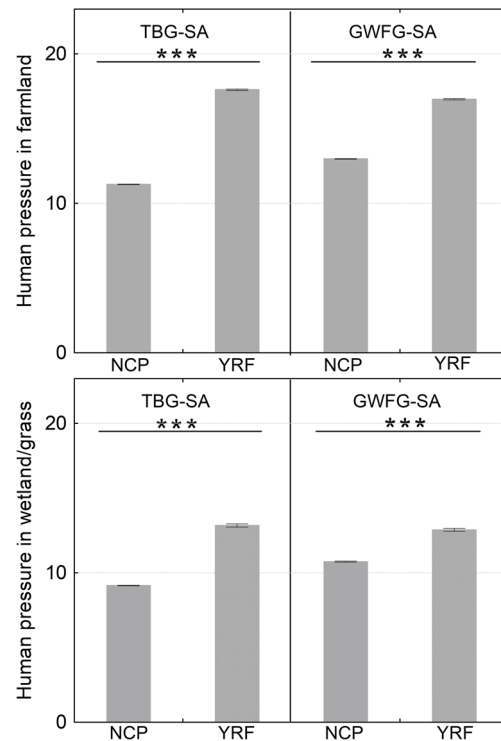 TBG-SA GWFG-SA
*** ***
20
10
0
Human pressure in farmland
NCP YRF NCP YRF
TBG-SA GWFG-SA
*** ***
20
10
0
Human pressure in wetland/grass
NCP YRF NCP YRF